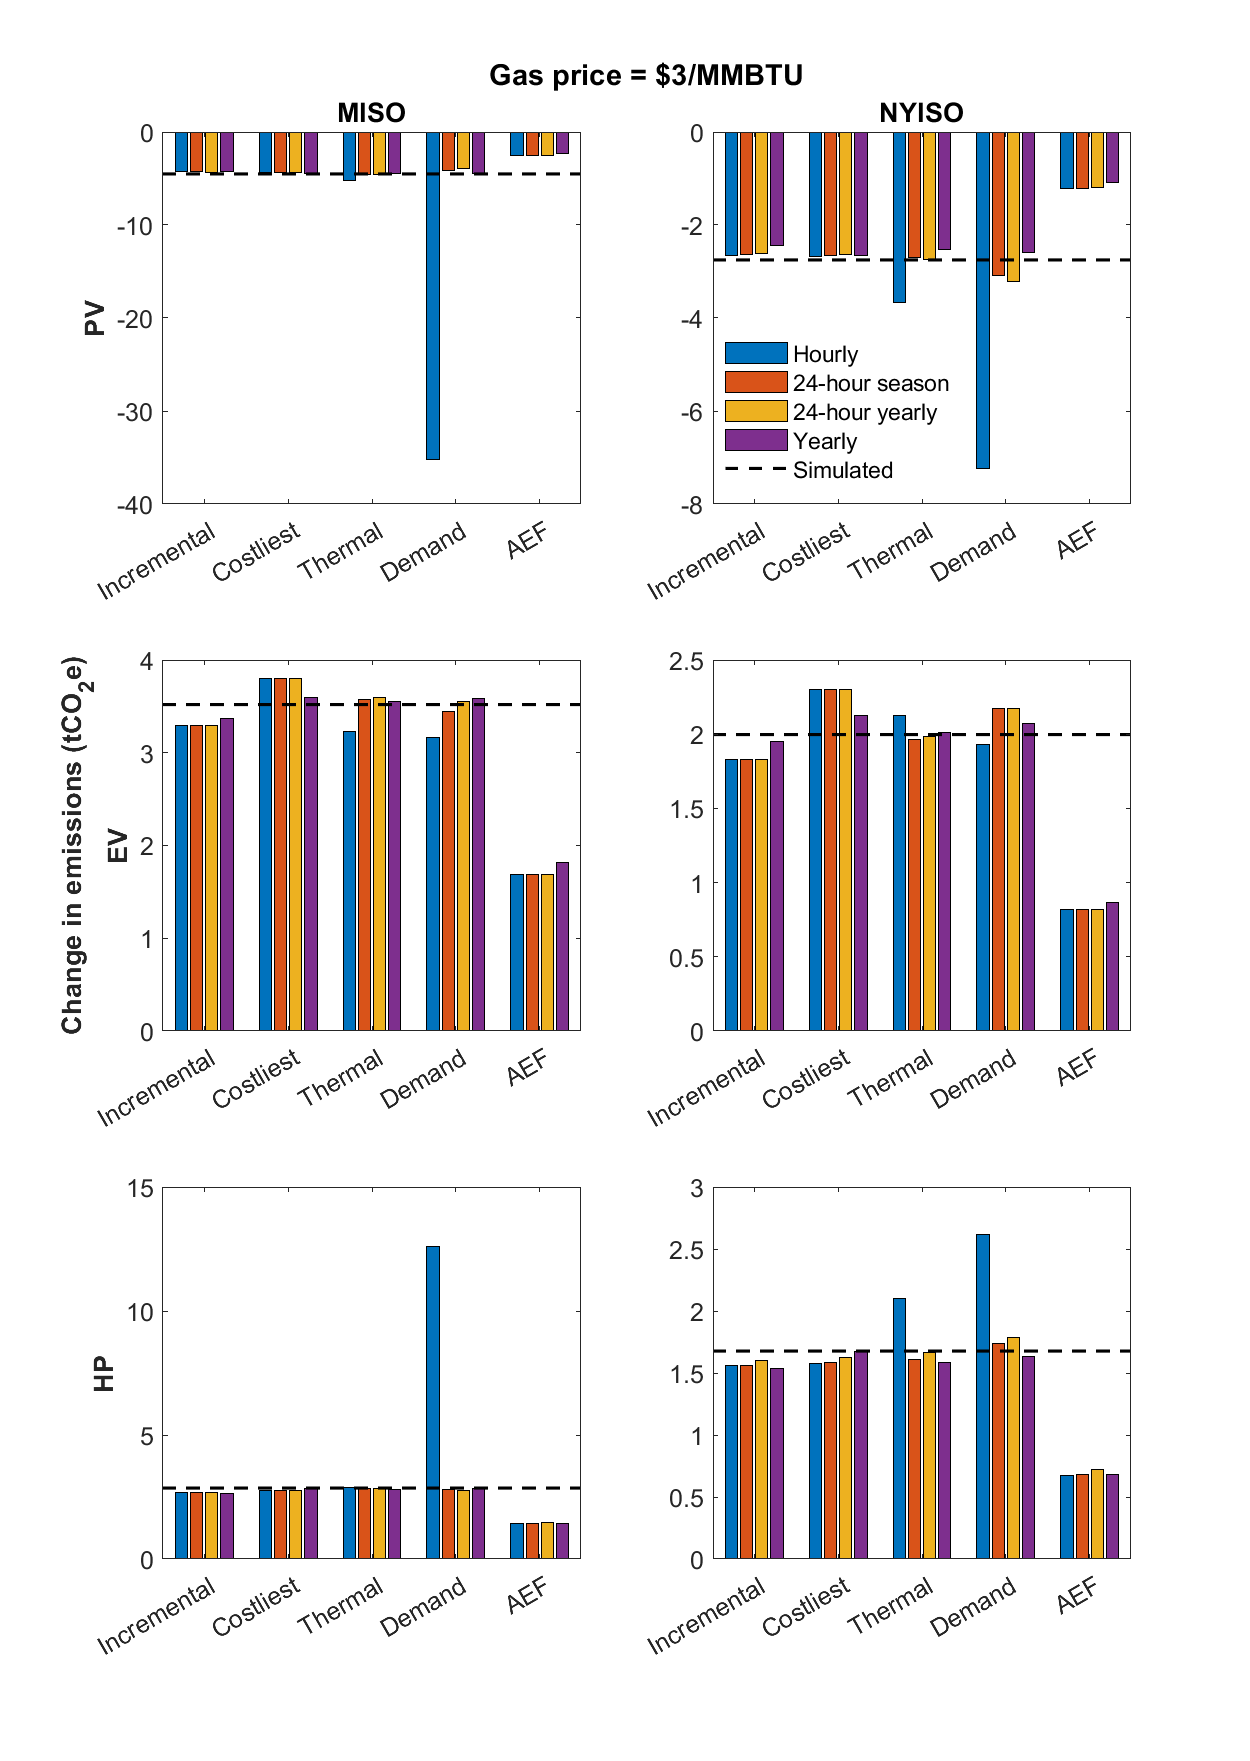 Gas price = $3/MMBTU
MISO
NYISO
PV
0
-10
-20
-30
-40
Incremental
Costliest
Thermal
Demand
AEF
0
-2
-4
-6
-8
Hourly
24-hour season
24-hour yearly
Yearly
Simulated
Incremental
Costliest
Thermal
Demand
AEF
Change in emissions (tCO2e)
EV
4
3
2
1
0
Incremental
Costliest
Thermal
Demand
AEF
2.5
2
1.5
1
0.5
0
Incremental
Costliest
Thermal
Demand
AEF
HP
15
10
5
0
Incremental
Costliest
Thermal
Demand
AEF
3
2.5
2
1.5
1
0.5
0
Incremental
Costliest
Thermal
Demand
AEF